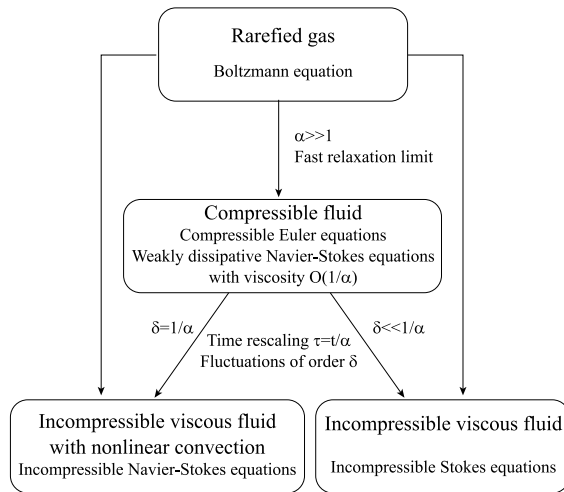 Rarefied gas
Boltzmann equation
α>>1
Fast relaxation limit
Compressible fluid
Compressible Euler equations
Weakly dissipative Navier-Stokes equations
with viscosity O(1/α)
δ=1/α
Time rescaling τ=t/α
Fluctuations of order δ
δ<<1/α
Incompressible viscous fluid
with nonlinear convection
Incompressible Navier-Stokes equations
Incompressible viscous fluid
Incompressible Stokes equations